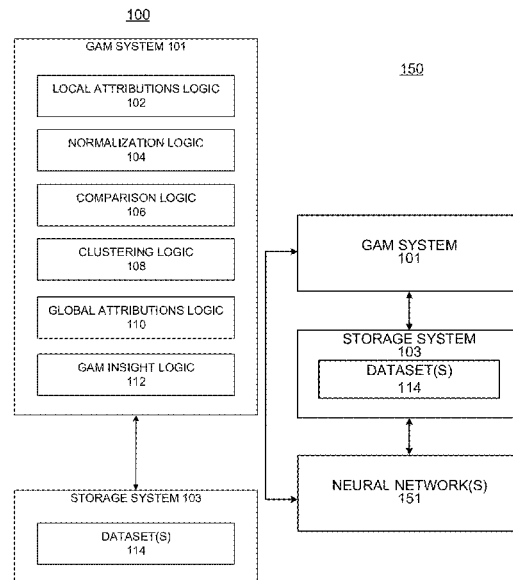 100
GAM SYSTEM 101
LOCAL ATTRIBUTIONS LOGIC
102
NORMALIZATION LOGIC
104
COMPARISON LOGIC
106
CLUSTERING LOGIC
108
GLOBAL ATTRIBUTIONS LOGIC
110
GAM INSIGHT LOGIC
112
STORAGE SYSTEM 103
DATASET(S)
114
150
GAM SYSTEM
101
STORAGE SYSTEM
103
DATASET(S)
114
NEURAL NETWORK(S)
151